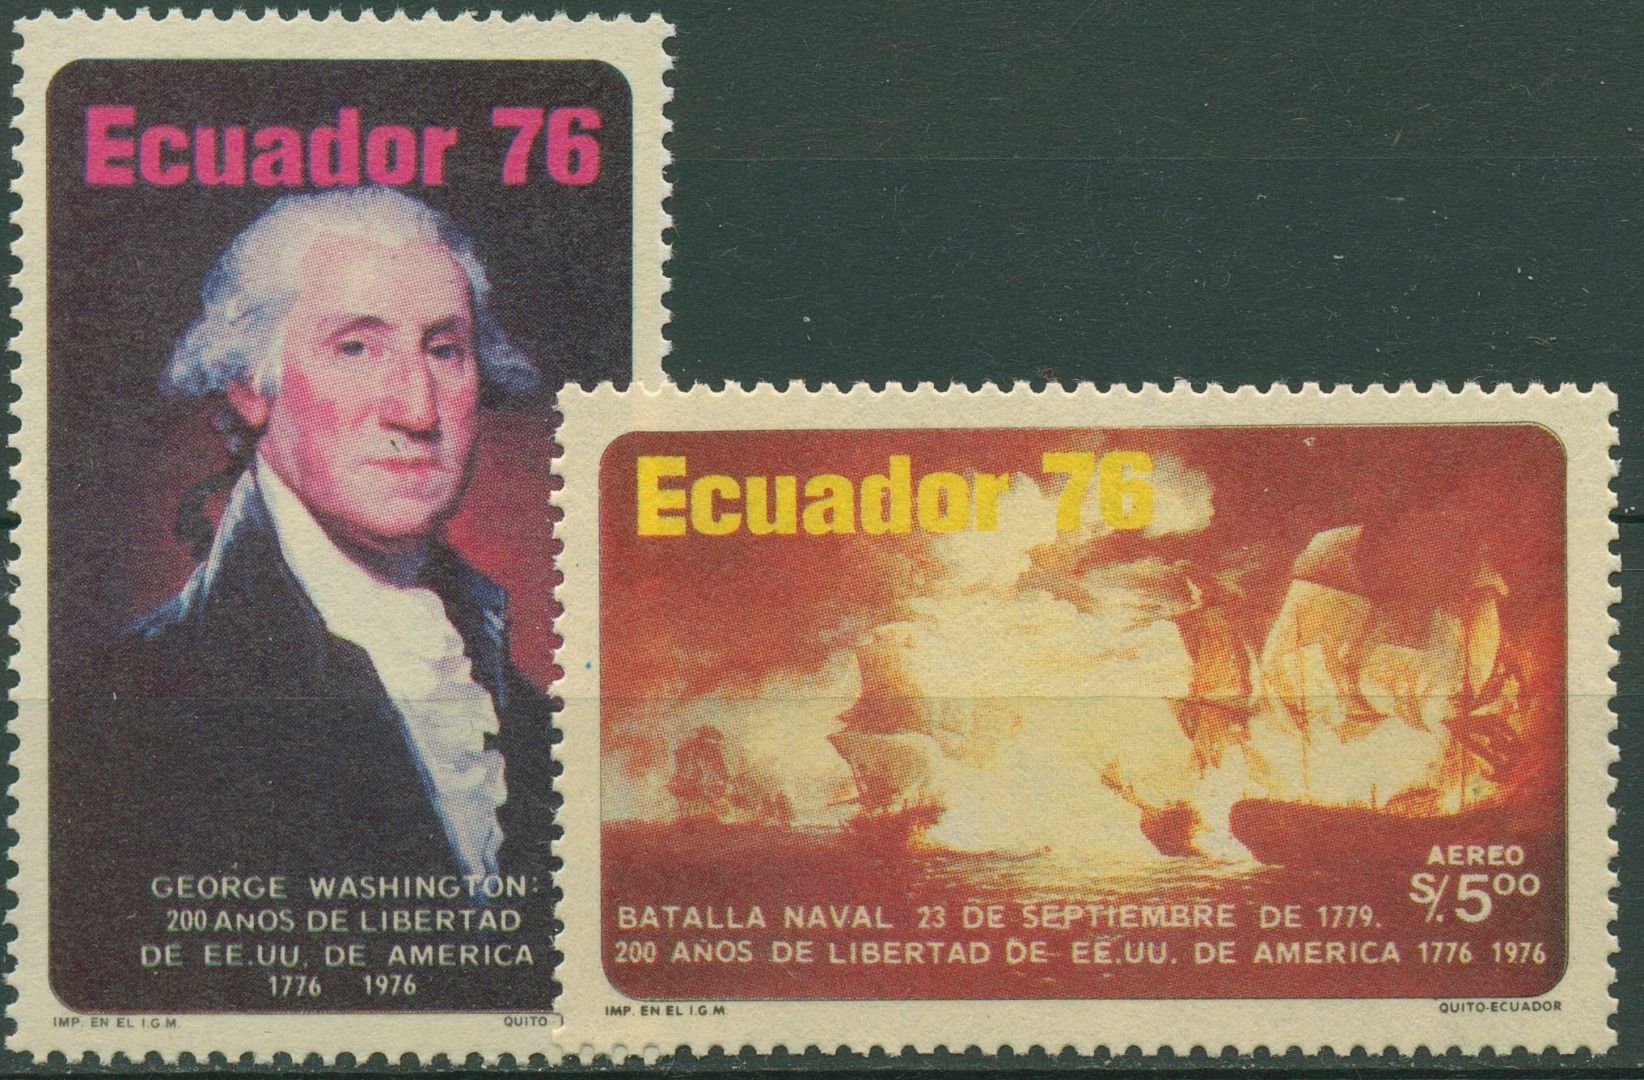 Ecuador 76
GEORGE WASHINGTON:
200 AÑOS DE LIBERTAD
DE EE.UU. DE AMERICA
1776 1976
IMP. EN EL I.G.M.
QUITO
Ecuador 76
AEREO
S/.500
BATALLA NAVAL 23 DE SEPTIEMBRE DE 1779.
200 AÑOS DE LIBERTAD DE EE.UU. DE AMERICA 1776 1976
IMP. EN EL I.G.M
QUITO-ECUADOR